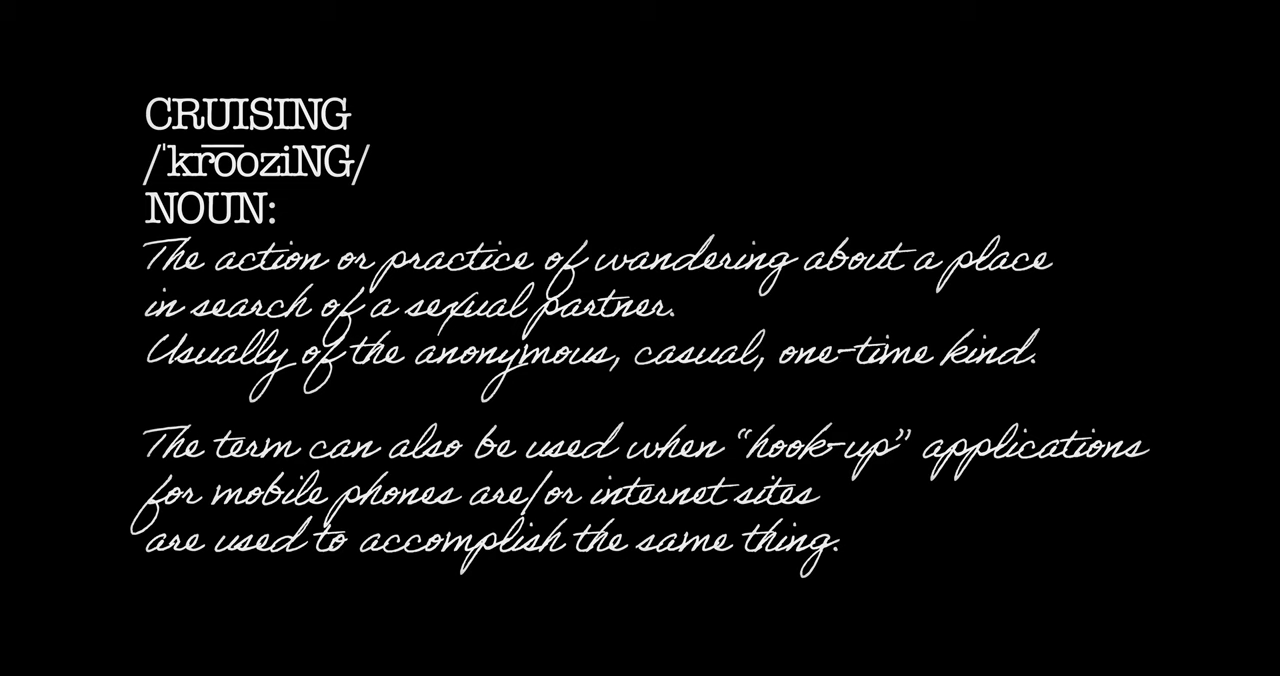 CRUISING
/ˈkro͞oziNG/
NOUN:
The action or practice of wandering about a place
in search of a sexual partner.
Usually of the anonymous, casual, one-time kind.
The term can also be used when “hook-up” applications
for mobile phones are/or internet sites
are used to accomplish the same thing.